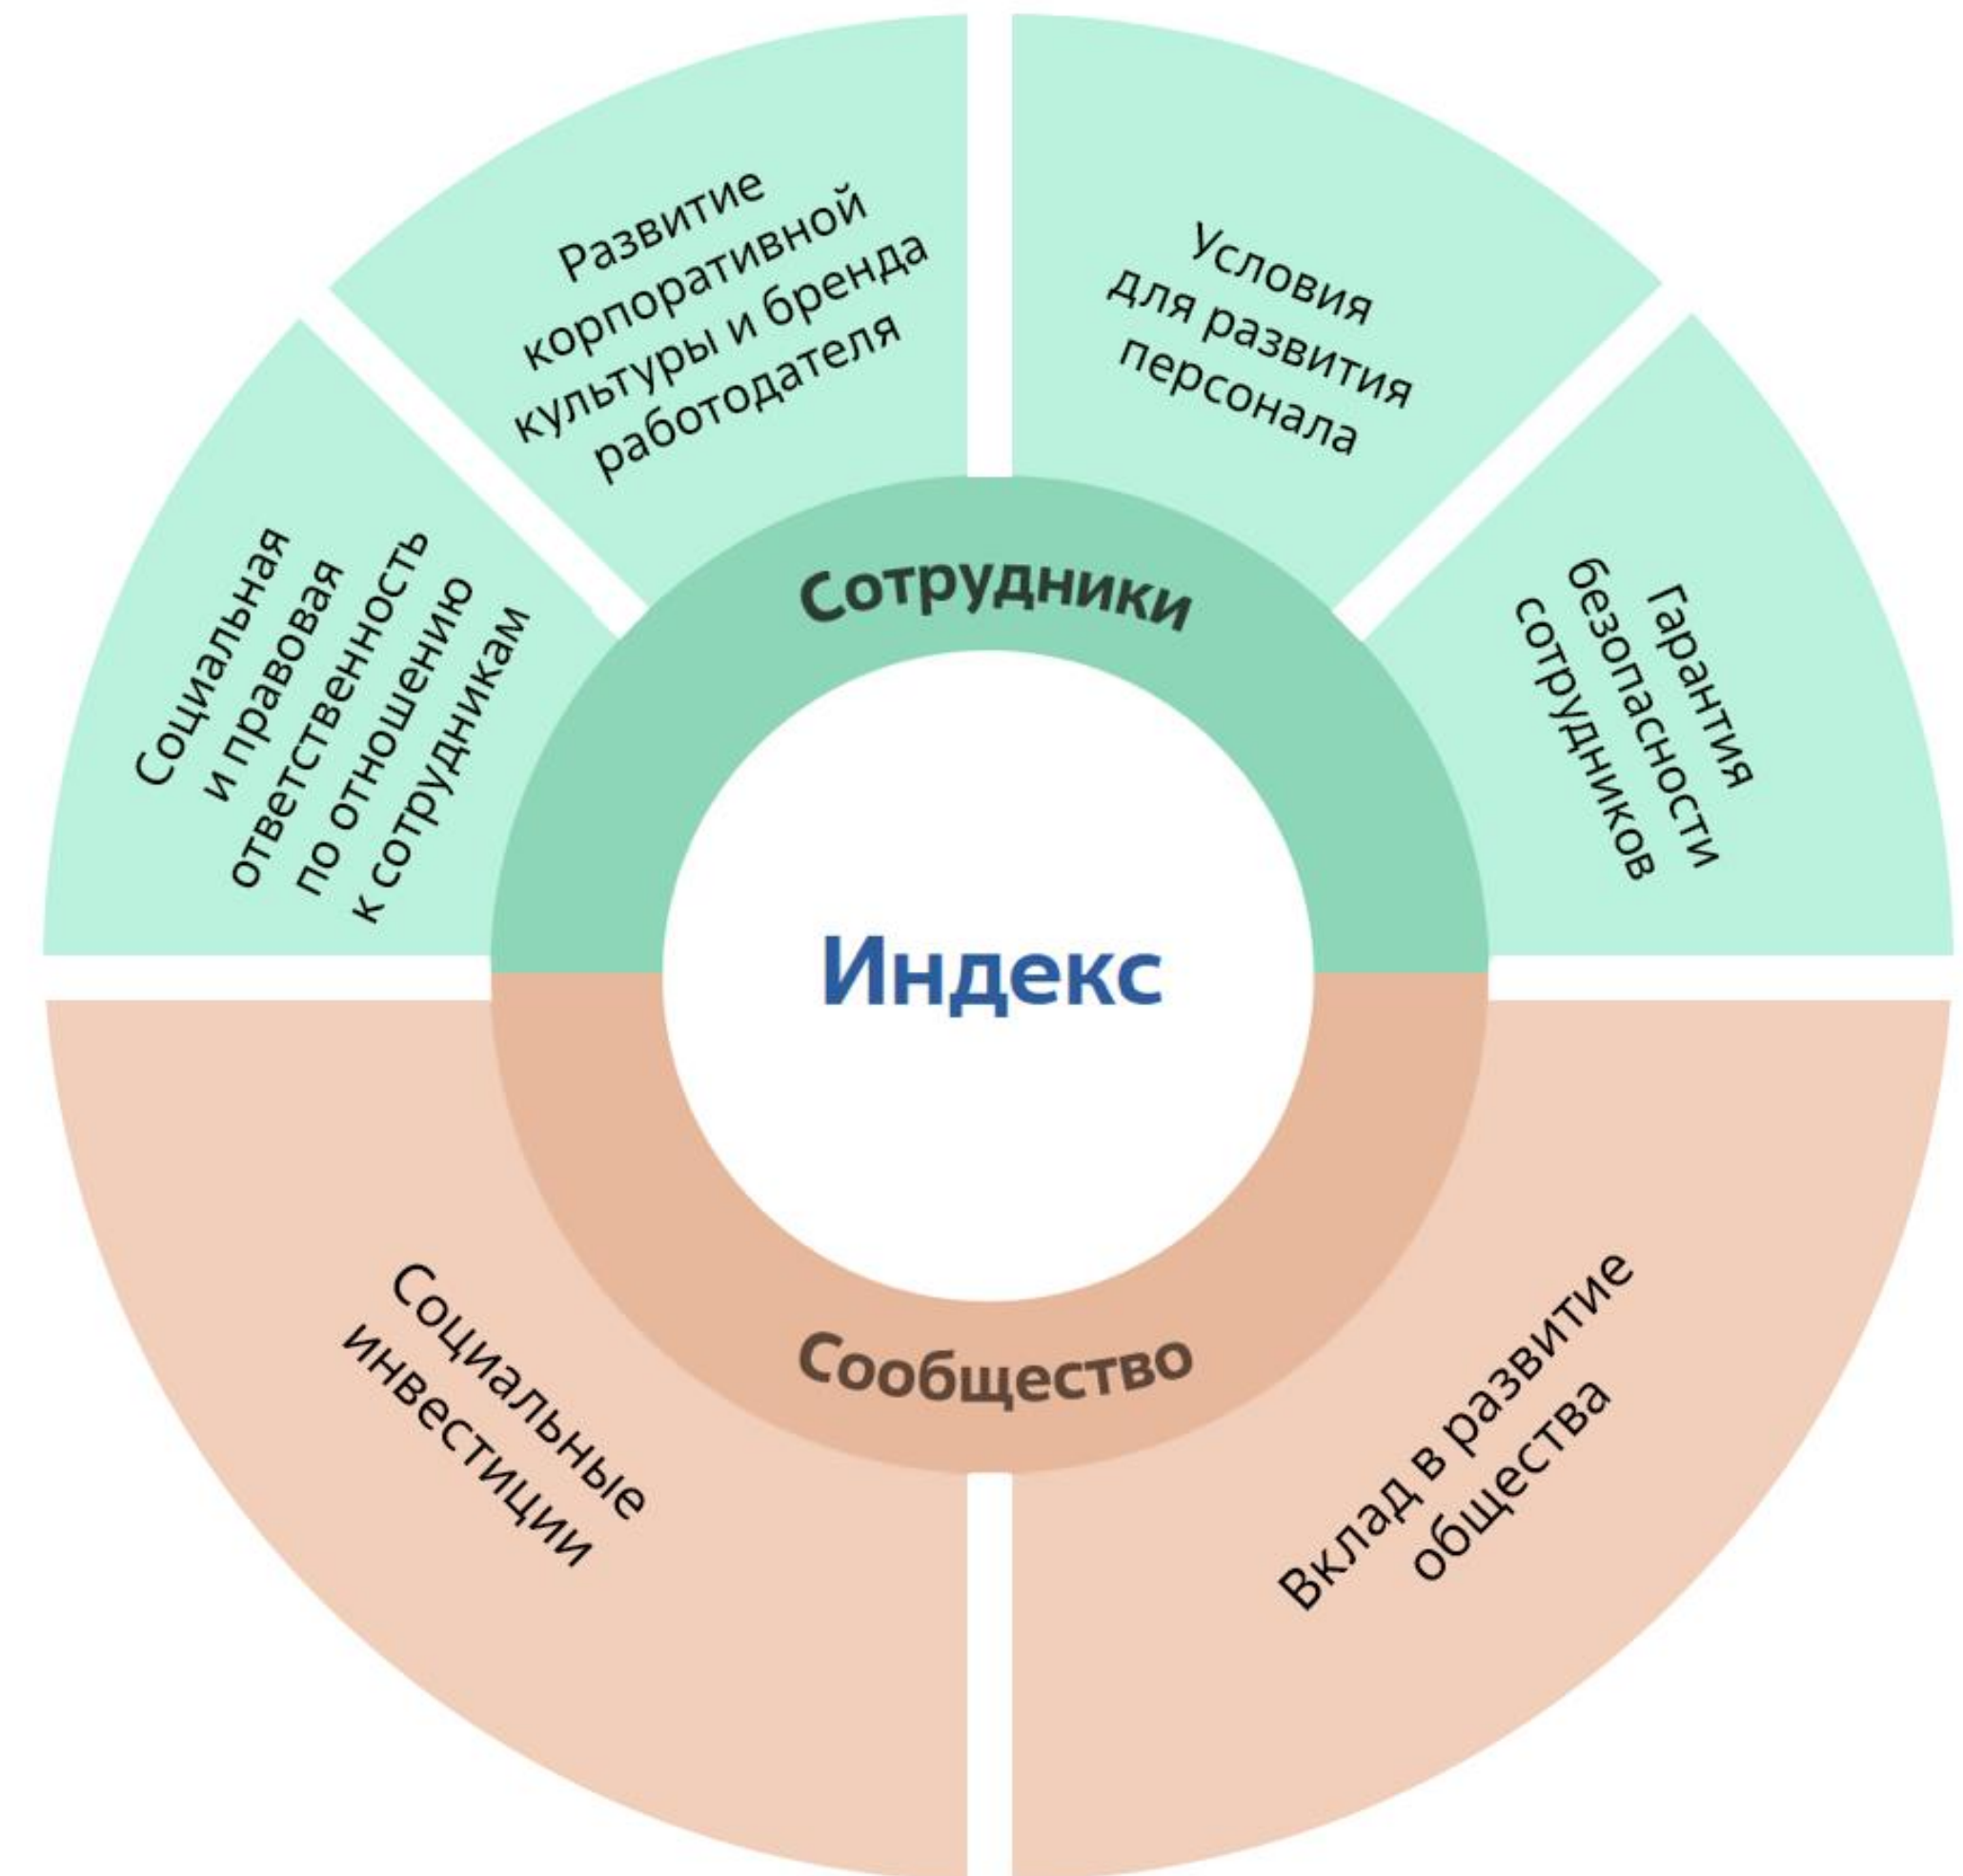 Развитие
корпоративной
культуры и бренда
работодателя
Условия
для развития
персонала
Социальная
и правовая
ответственность
по отношению
к сотрудникам
Гарантия
безопасности
сотрудников
Сотрудники
Индекс
Сообщество
Социальные
инвестиции
Вклад в развитие
общества